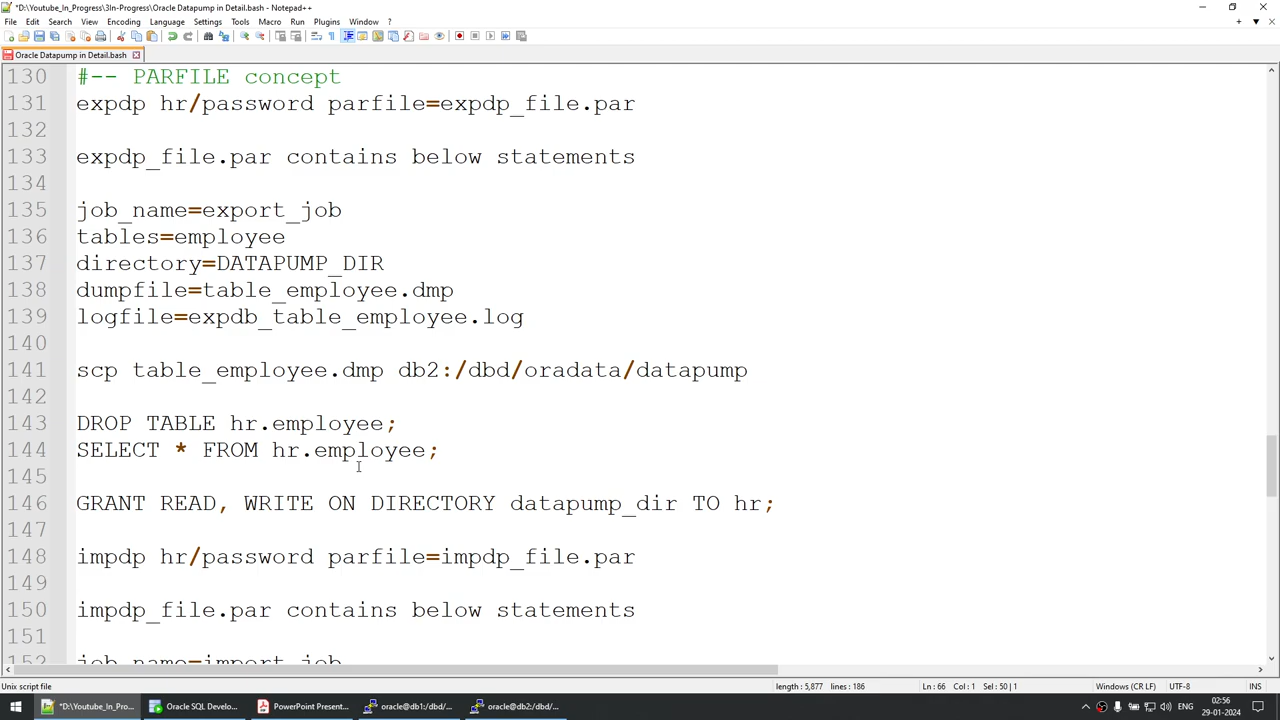 *D:\Youtube_In_Progress\3In-Progress\Oracle Datapump in Detail.bash - Notepad++
File Edit Search View Encoding Language Settings Tools Macro Run Plugins Window ?
Oracle Datapump in Detail.bash
130 #-- PARFILE concept
131 expdp hr/password parfile=expdp_file.par
132
133 expdp_file.par contains below statements
134
135 job_name=export_job
136 tables=employee
137 directory=DATAPUMP_DIR
138 dumpfile=table_employee.dmp
139 logfile=expdb_table_employee.log
140
141 scp table_employee.dmp db2:/dbd/oradata/datapump
142
143 DROP TABLE hr.employee;
144 SELECT * FROM hr.employee;
145
146 GRANT READ, WRITE ON DIRECTORY datapump_dir TO hr;
147
148 impdp hr/password parfile=impdp_file.par
149
150 impdp_file.par contains below statements
151
152 job_name=import_job
Unix script file length : 5,877 lines : 186 Ln : 66 Col : 1 Sel : 50 | 1 Windows (CR LF) UTF-8 INS
*D:\Youtube_In_Pro... Oracle SQL Develo... PowerPoint Present... oracle@db1:/dbd/... oracle@db2:/dbd/... ENG 02:56
29-01-2024